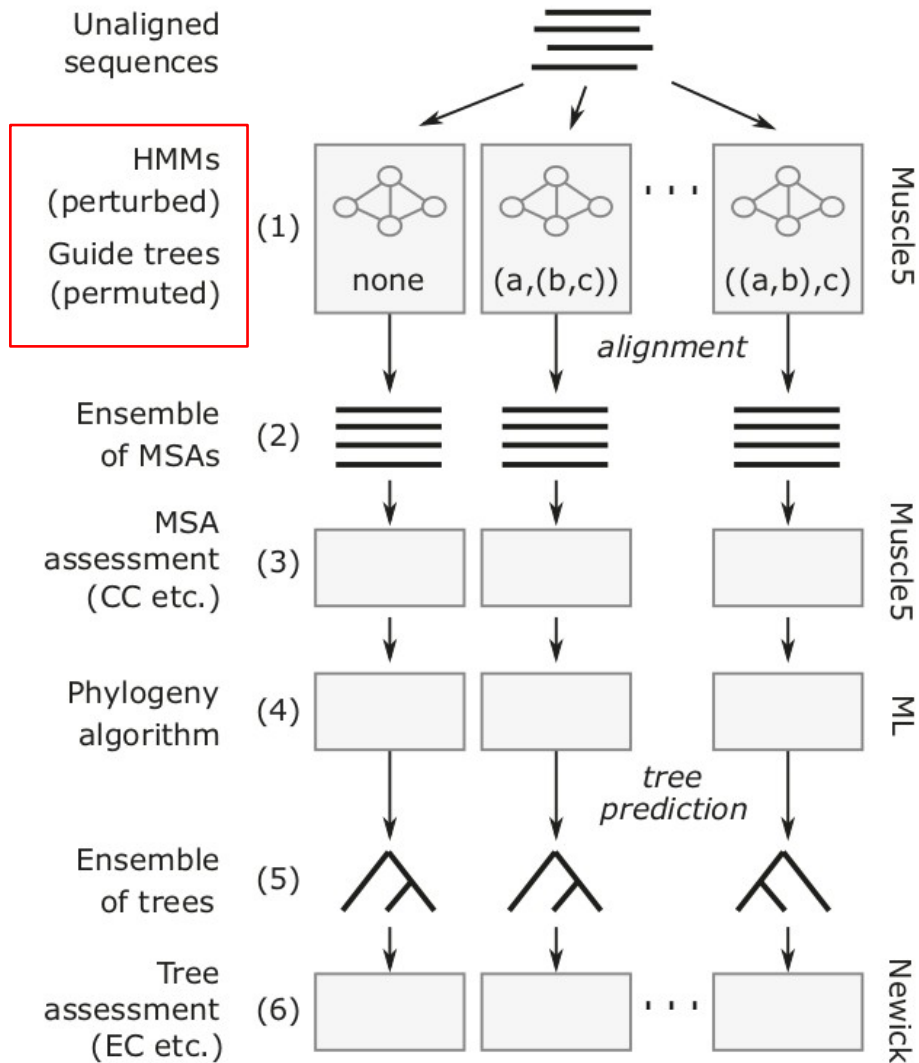 Unaligned
sequences
HMMs
(perturbed)
Guide trees
(permuted)
(1)
none
(a,(b,c))
. . .
((a,b),c)
Muscle5
alignment
Ensemble
of MSAs
(2)
MSA
assessment
(CC etc.)
(3)
Muscle5
Phylogeny
algorithm
(4)
ML
tree
prediction
Ensemble
of trees
(5)
Tree
assessment
(EC etc.)
(6)
. . .
Newick